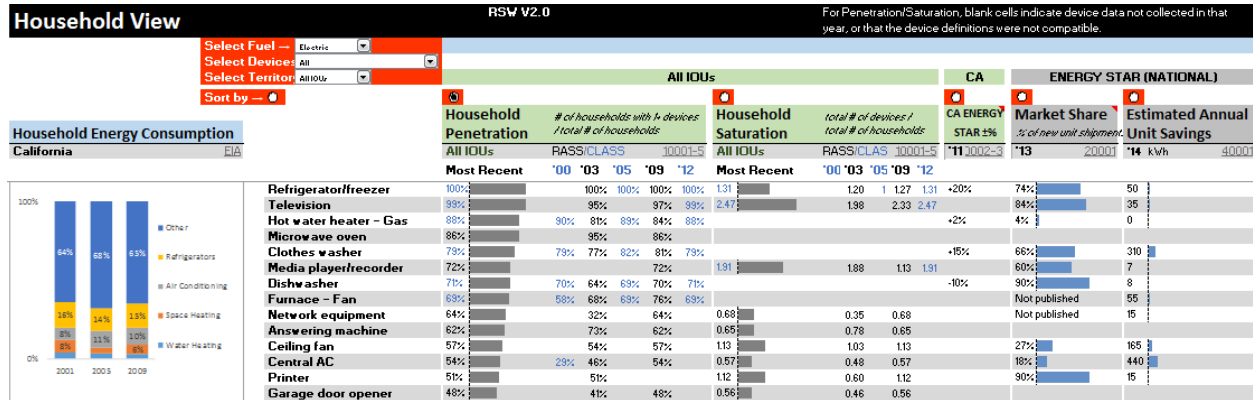 Household View
RSW V2.0
For Penetration/Saturation, blank cells indicate device data not collected in that
year, or that the device definitions were not compatible.
Select Fuel → Electric
Select Devices All
Select Territor All IOUs
Sort by →
All IOUs
CA
ENERGY STAR (NATIONAL)
Household Energy Consumption
California EIA
Household
Penetration
# of households with 1+ devices
/ total # of households
Household
Saturation
total # of devices /
total # of households
CA ENERGY
STAR ±%
Market Share
% of new unit shipment
Estimated Annual
Unit Savings
All IOUs RASS/CLASS 10001-5 All IOUs RASS/CLAS 10001-5 '11 0002-3 '13 20001 '14 kWh 40001
Most Recent '00 '03 '05 '09 '12 Most Recent '00 '03 '05 '09 '12
Refrigerator/freezer 100% 100% 100% 100% 100% 1.31 1.20 1 1.27 1.31 +20% 74% 50
Television 99% 95% 97% 99% 2.47 1.98 2.33 2.47 84% 35
Hot water heater - Gas 88% 90% 81% 89% 84% 88% +2% 4% 0
Microwave oven 86% 95% 86%
Clothes washer 79% 79% 77% 82% 81% 79% +15% 66% 310
Media player/recorder 72% 72% 1.91 1.88 1.13 1.91 60% 7
Dishwasher 71% 70% 64% 69% 70% 71% -10% 90% 8
Furnace - Fan 69% 58% 68% 69% 76% 69% Not published 55
Network equipment 64% 32% 64% 0.68 0.35 0.68 Not published 15
Answering machine 62% 73% 62% 0.65 0.78 0.65
Ceiling fan 57% 54% 57% 1.13 1.03 1.13 27% 165
Central AC 54% 29% 46% 54% 0.57 0.48 0.57 18% 440
Printer 51% 51% 1.12 0.60 1.12 90% 15
Garage door opener 48% 41% 48% 0.56 0.46 0.56
100%
0%
64% 68% 63%
16% 14% 13%
8% 11% 10%
8% 6%
2001 2005 2009
Other
Refrigerators
Air Conditioning
Space Heating
Water Heating